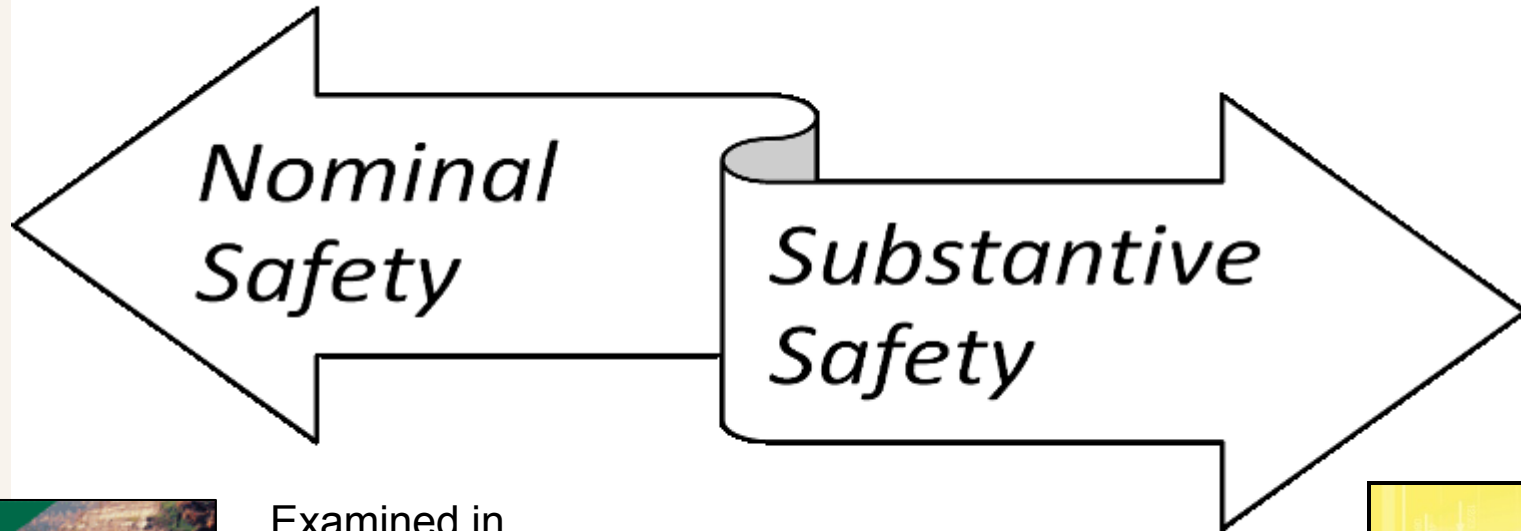 Nominal
Safety
Substantive
Safety
Examined in